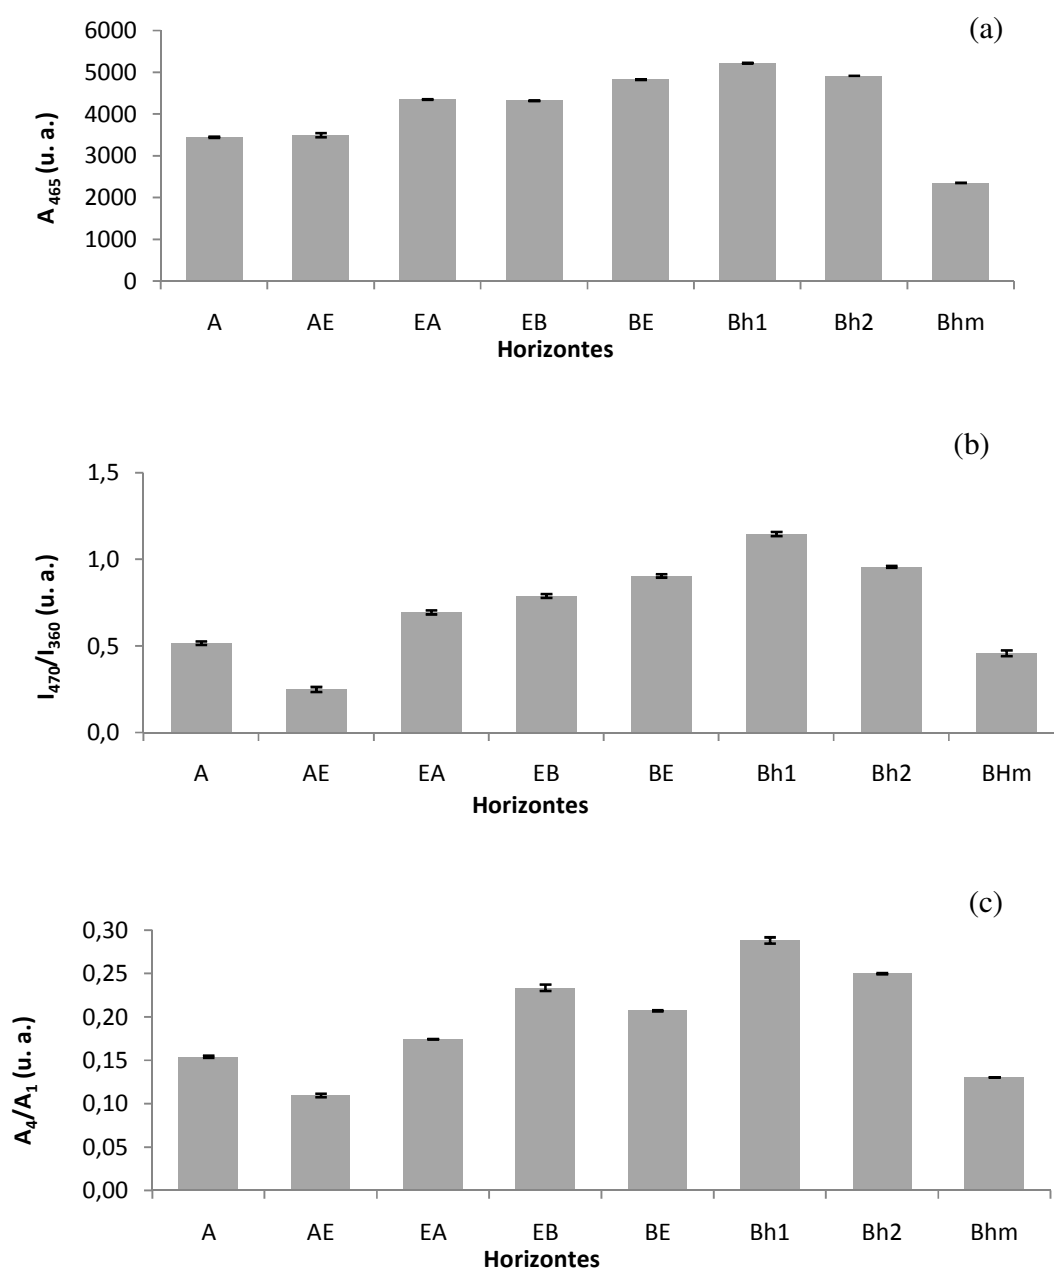 (a)
6000
5000
4000
3000
2000
1000
0
A465 (u. a.)
A AE EA EB BE Bh1 Bh2 Bhm
Horizontes
(b)
1,5
1,0
0,5
0,0
I470/I360 (u. a.)
A AE EA EB BE Bh1 Bh2 BHm
Horizontes
(c)
0,30
0,25
0,20
0,15
0,10
0,05
0,00
A4/A1 (u. a.)
A AE EA EB BE Bh1 Bh2 Bhm
Horizontes